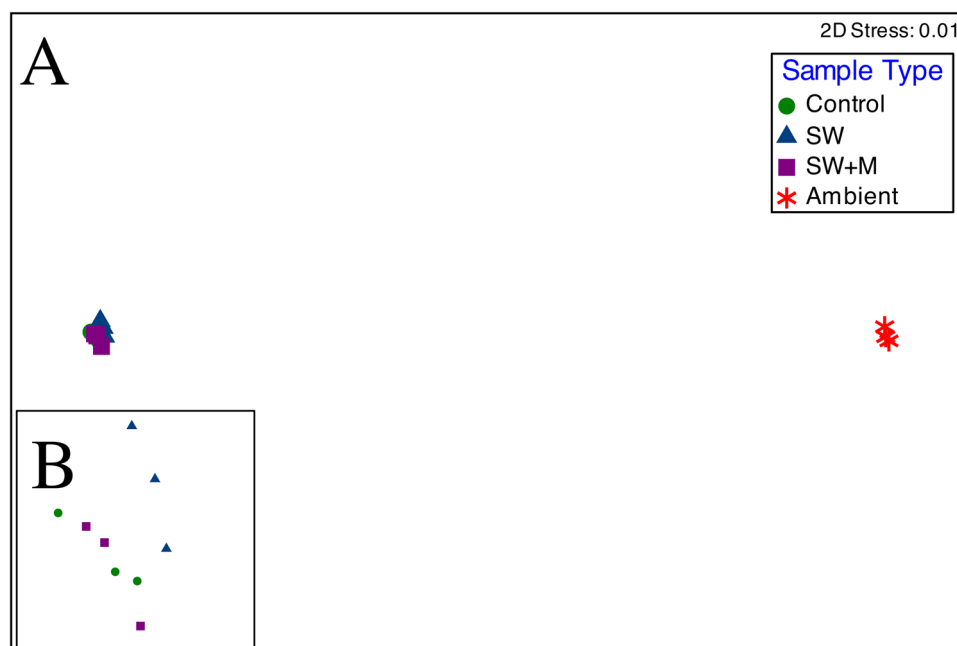 2D Stress: 0.01
A
Sample Type
Control
SW
SW+M
Ambient
B